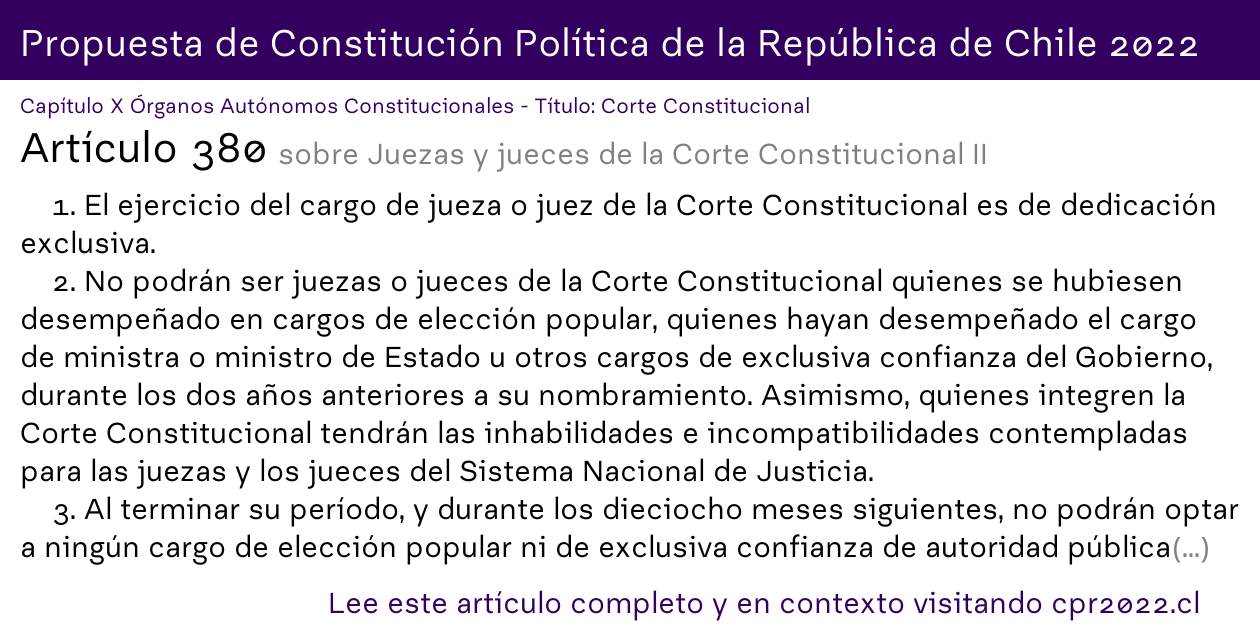 Propuesta de Constitución Política de la República de Chile 2022
Capítulo X Órganos Autónomos Constitucionales - Título: Corte Constitucional
Artículo 380 sobre Juezas y jueces de la Corte Constitucional II
1. El ejercicio del cargo de jueza o juez de la Corte Constitucional es de dedicación
exclusiva.
2. No podrán ser juezas o jueces de la Corte Constitucional quienes se hubiesen
desempeñado en cargos de elección popular, quienes hayan desempeñado el cargo
de ministra o ministro de Estado u otros cargos de exclusiva confianza del Gobierno,
durante los dos años anteriores a su nombramiento. Asimismo, quienes integren la
Corte Constitucional tendrán las inhabilidades e incompatibilidades contempladas
para las juezas y los jueces del Sistema Nacional de Justicia.
3. Al terminar su período, y durante los dieciocho meses siguientes, no podrán optar
a ningún cargo de elección popular ni de exclusiva confianza de autoridad pública(...)
Lee este artículo completo y en contexto visitando cpr2022.cl